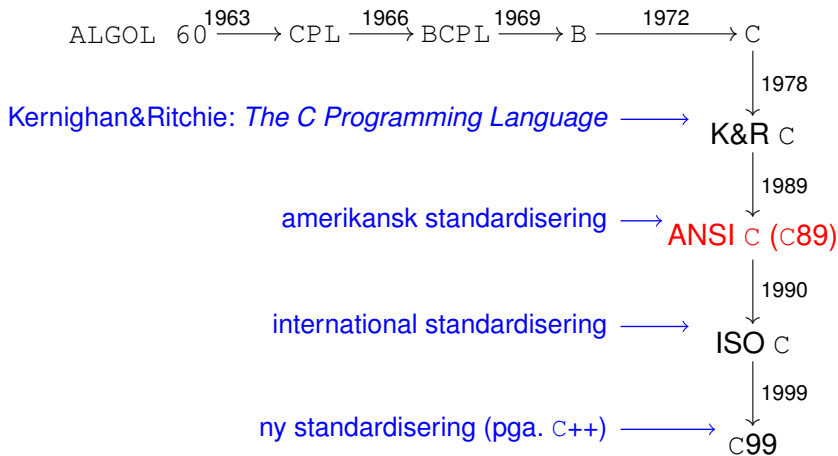 1963 1966 1969 1972
ALGOL 60 CPL BCPL B C
1978
Kernighan&Ritchie: The C Programming Language
K&R C
1989
amerikansk standardisering
ANSI C (C89)
1990
international standardisering
ISO C
1999
ny standardisering (pga. C++)
C99